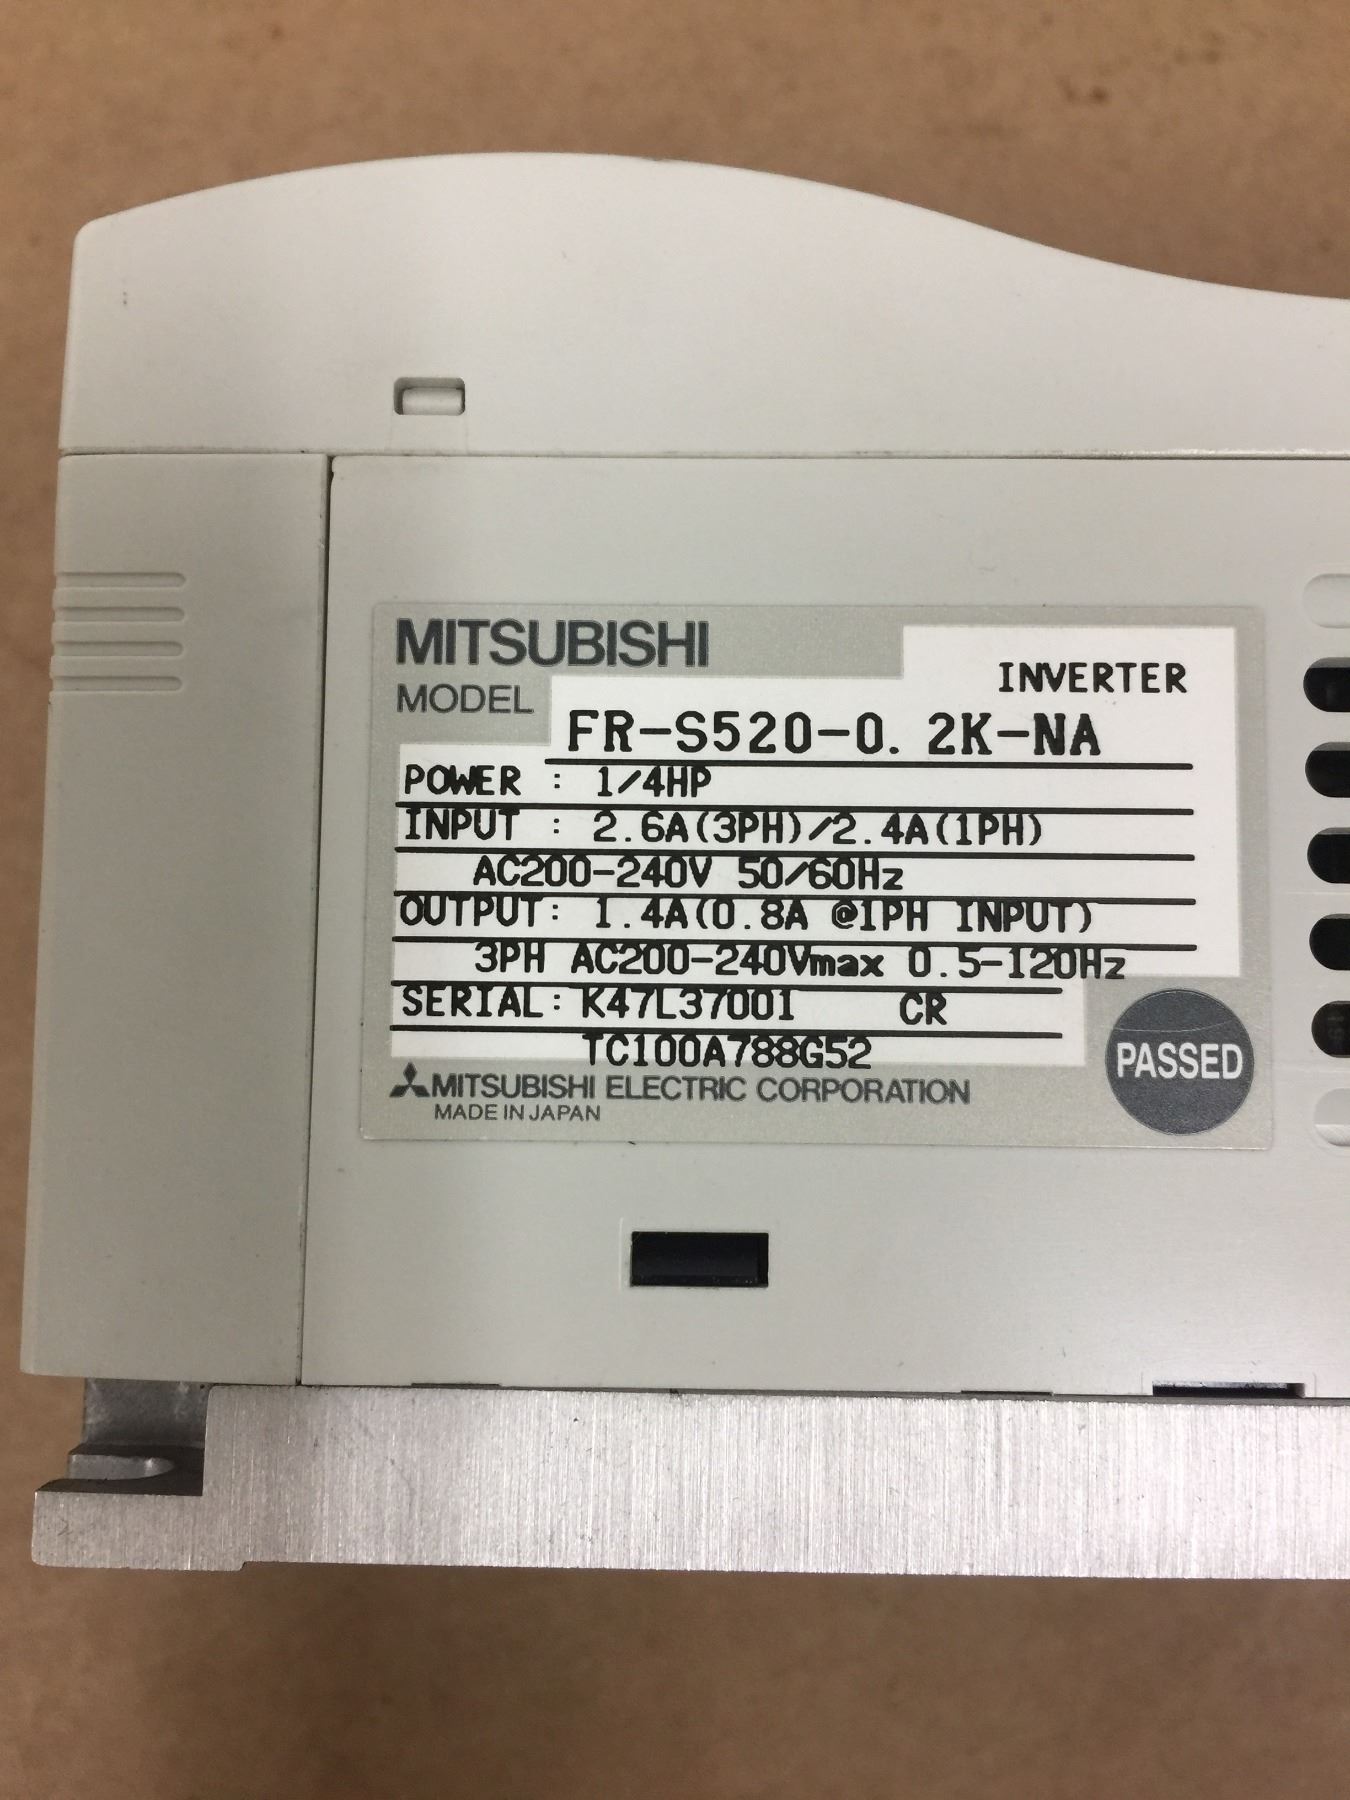 MITSUBISHI
INVERTER
MODEL
FR-S520-0.2K-NA
POWER : 1/4HP
INPUT : 2.6A(3PH)/2.4A(1PH)
AC200-240V 50/60Hz
OUTPUT: 1.4A(0.8A @1PH INPUT)
3PH AC200-240Vmax 0.5-120Hz
SERIAL: K47L37001 CR
TC100A788G52
PASSED
MITSUBISHI ELECTRIC CORPORATION
MADE IN JAPAN